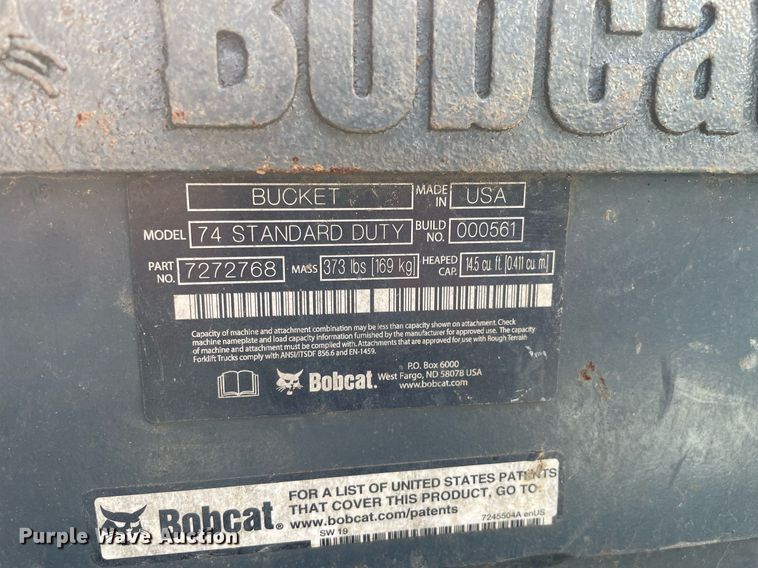 Bobca
BUCKET MADE IN USA
MODEL 74 STANDARD DUTY BUILD NO. 000561
PART NO. 7272768 MASS 373 lbs [169 kg] HEAPED CAP. 14.5 cu. ft. [0.411 cu. m.]
Capacity of machine and attachment combination may be less than capacity shown on attachment. Check
machine nameplate and load capacity information furnished by the manufacturer for approved use. The capacity
of machine must be complied with. Attachments that are approved for use with Rough Terrain
Forklift Trucks comply with ANSI/ITSDF B56.6 and EN-1459.
Bobcat.
P.O. Box 6000
West Fargo, ND 58078 USA
www.bobcat.com
Bobcat®
FOR A LIST OF UNITED STATES PATENTS
THAT COVER THIS PRODUCT, GO TO:
www.bobcat.com/patents
SW 19
7245504A enUS
Purple Wave Auction